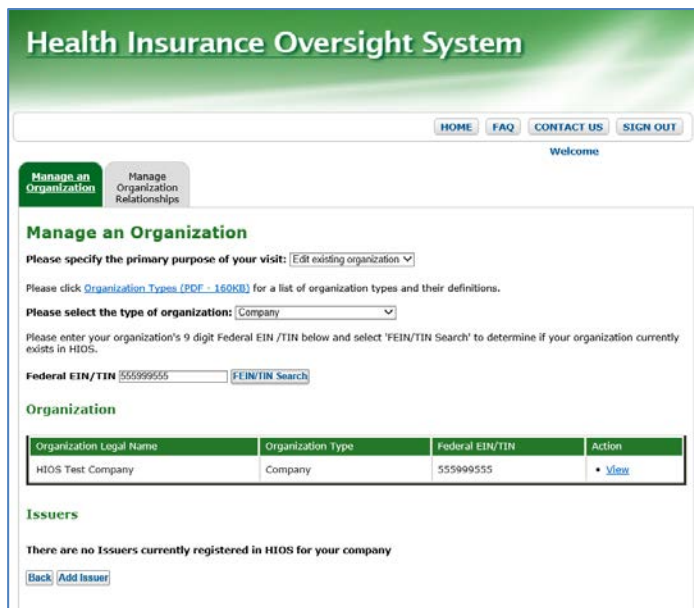 Health Insurance Oversight System
HOME FAQ CONTACT US SIGN OUT
Welcome
Manage an Organization
Manage Organization Relationships
Manage an Organization
Please specify the primary purpose of your visit: Edit existing organization
Please click Organization Types (PDF - 160KB) for a list of organization types and their definitions.
Please select the type of organization: Company
Please enter your organization's 9 digit Federal EIN /TIN below and select 'FEIN/TIN Search' to determine if your organization currently
exists in HIOS.
Federal EIN/TIN 555999555 FEIN/TIN Search
Organization
Organization Legal Name Organization Type Federal EIN/TIN Action
HIOS Test Company Company 555999555 • View
Issuers
There are no Issuers currently registered in HIOS for your company
Back Add Issuer